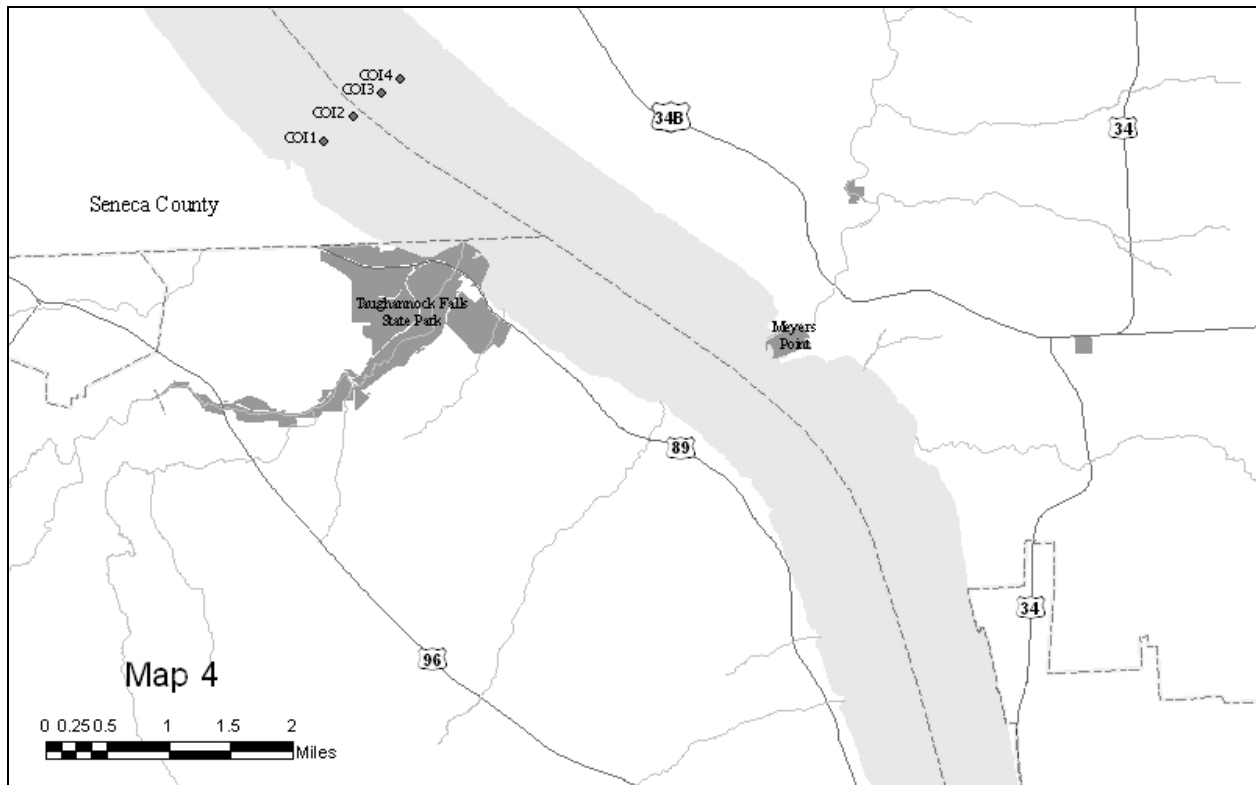 COI4
COI3
COI2
COI1
34B
34
Seneca County
Taughannock Falls
State Park
Meyers
Point
89
34
96
Map 4
0 0.25 0.5 1 1.5 2
Miles